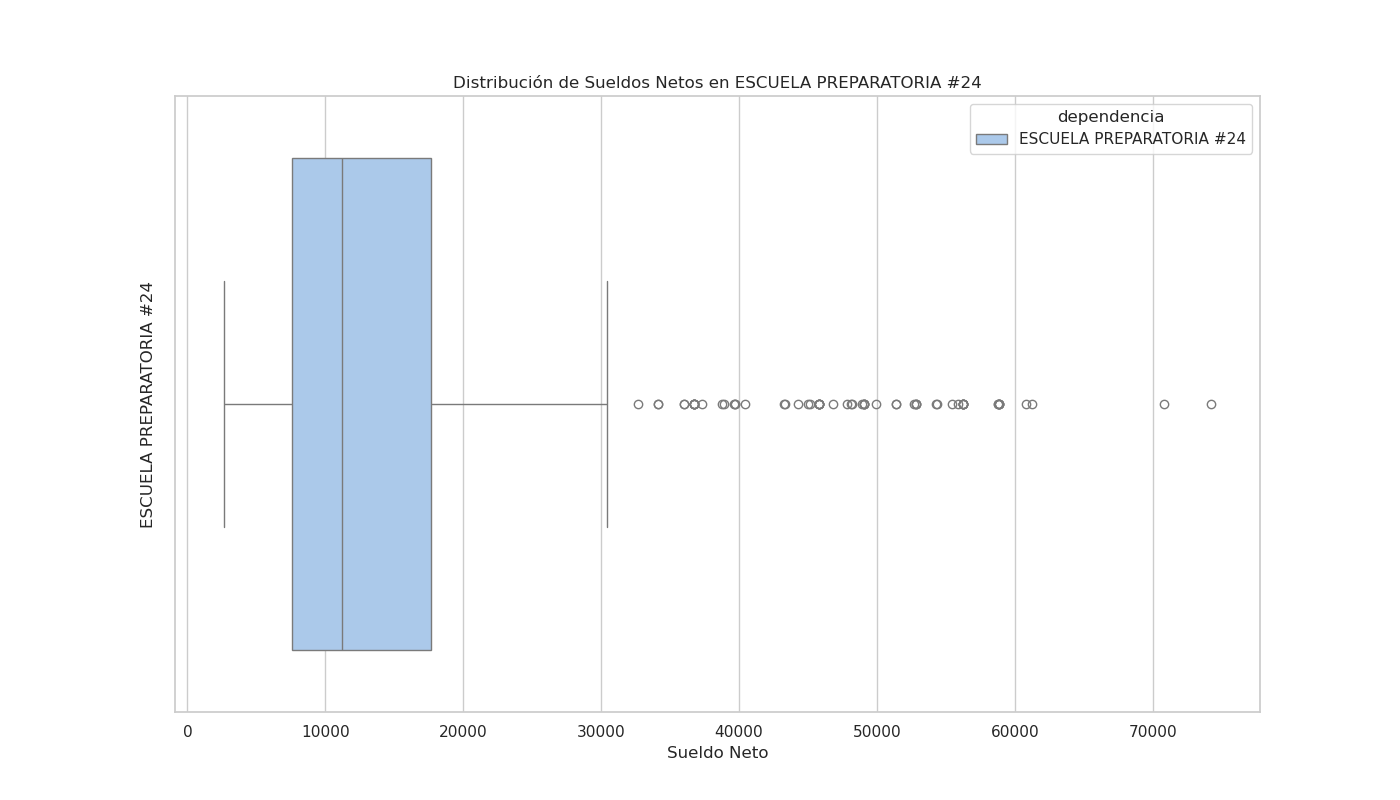 Distribución de Sueldos Netos en ESCUELA PREPARATORIA #24
dependencia
ESCUELA PREPARATORIA #24
ESCUELA PREPARATORIA #24
0
10000
20000
30000
40000
50000
60000
70000
Sueldo Neto